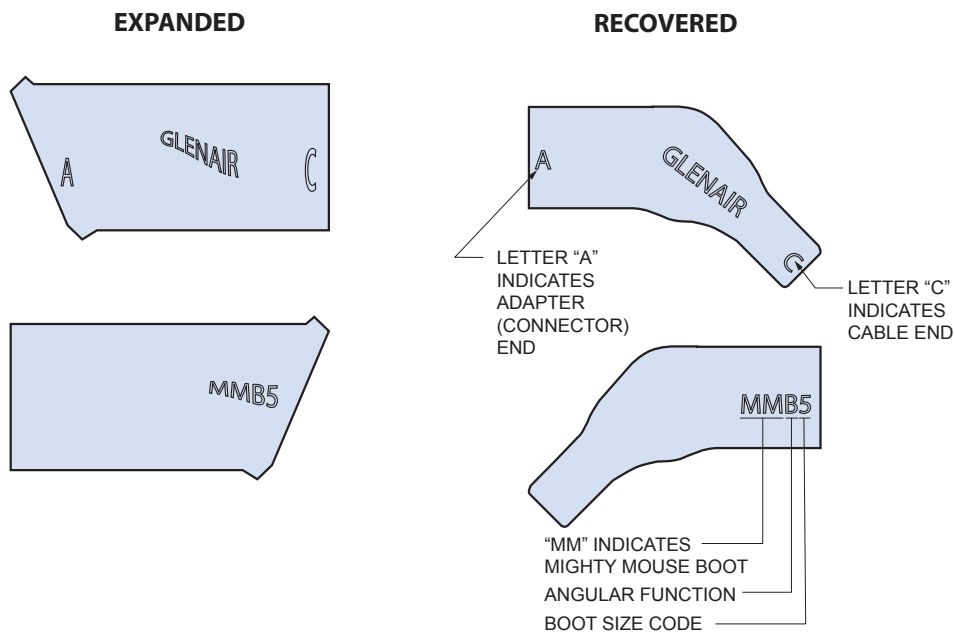 EXPANDED
RECOVERED
A
GLENAIR
C
A
GLENAIR
C
LETTER “A”
INDICATES
ADAPTER
(CONNECTOR)
END
LETTER “C”
INDICATES
CABLE END
MMB5
MMB5
“MM” INDICATES
MIGHTY MOUSE BOOT
ANGULAR FUNCTION
BOOT SIZE CODE